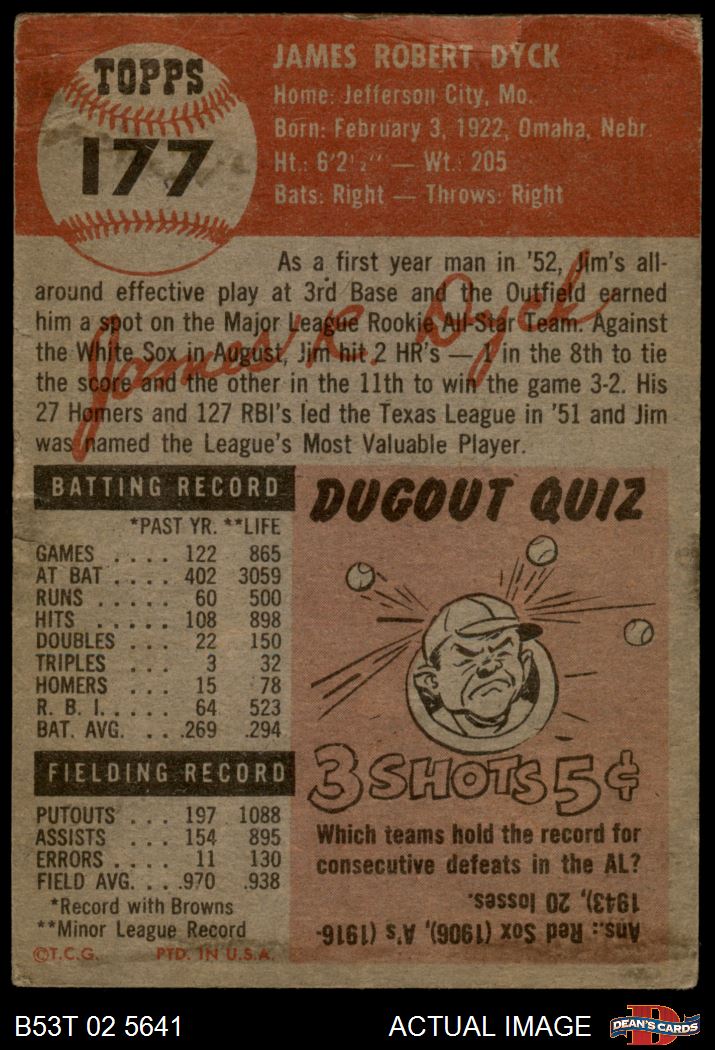 TOPPS
177
JAMES ROBERT DYCK
Home: Jefferson City, Mo.
Born: February 3, 1922, Omaha, Nebr.
Ht.: 6'2½" — Wt.: 205
Bats: Right — Throws: Right
As a first year man in '52, Jim's all-
around effective play at 3rd Base and the Outfield earned
him a spot on the Major League Rookie All-Star Team. Against
the White Sox in August, Jim hit 2 HR's — 1 in the 8th to tie
the score and the other in the 11th to win the game 3-2. His
27 Homers and 127 RBI's led the Texas League in '51 and Jim
was named the League's Most Valuable Player.
James R. Dyck
BATTING RECORD
*PAST YR. **LIFE
GAMES .... 122 865
AT BAT .... 402 3059
RUNS ..... 60 500
HITS ..... 108 898
DOUBLES ... 22 150
TRIPLES ... 3 32
HOMERS ... 15 78
R. B. I. .... 64 523
BAT. AVG. ... .269 .294
FIELDING RECORD
PUTOUTS ... 197 1088
ASSISTS ... 154 895
ERRORS .... 11 130
FIELD AVG. ... .970 .938
*Record with Browns
**Minor League Record
©T.C.G. PTD. IN U.S.A.
DUGOUT QUIZ
3 SHOTS 5¢
Which teams hold the record for
consecutive defeats in the AL?
Ans.: Red Sox (1906), A's (1916-
1943), 20 losses.
B53T 02 5641
ACTUAL IMAGE
D
DEAN'S CARDS